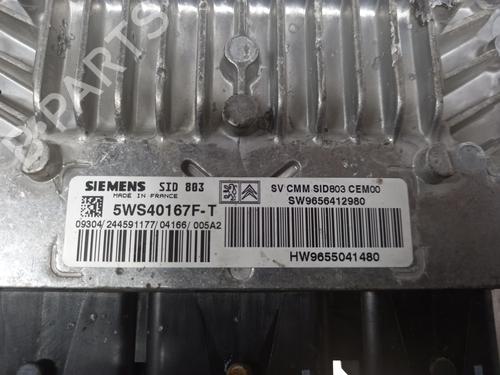 B-PARTS
SIEMENS SID 803
MADE IN FRANCE
5WS40167F-T
09304/244591177/04166/005A2
SV CMM SID803 CEM00
SW9656412980
HW9655041480